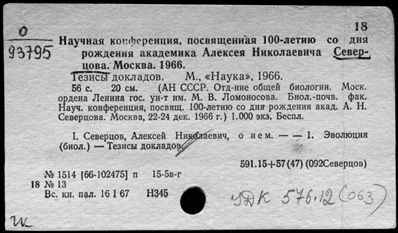 18
О
93795
Научная конференция, посвященная 100-летию со дня
рождения академика Алексея Николаевича Север-
цова. Москва. 1966.
Тезисы докладов. М., «Наука», 1966.
56 с. 20 см. (АН СССР. Отд-ние общей биологии. Моск.
ордена Ленина гос. ун-т им. М. В. Ломоносова. Биол.-почв. фак.
Науч. конференция, посвящ. 100-летию со дня рождения акад. А. Н.
Северцова. Москва, 22-24 дек. 1966 г.) 1.000 экз. Беспл.
I. Северцов, Алексей Николаевич, о нем. — 1. Эволюция
(биол.) — Тезисы докладов.
591.15+57(47)(092Северцов)
№ 1514 [66-102475] п 15-5в-г
18 № 13
Вс. кн. пал. 16 I 67 Н345
УДК 576.12 (063)